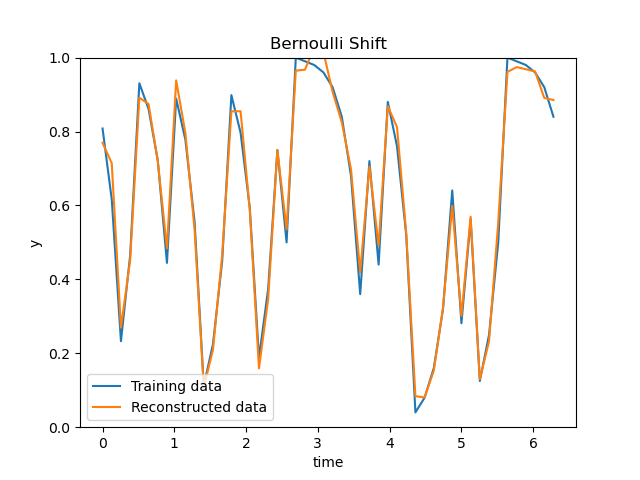 Bernoulli Shift
y
1.0
0.8
0.6
0.4
0.2
0.0
Training data
Reconstructed data
0 1 2 3 4 5 6
time